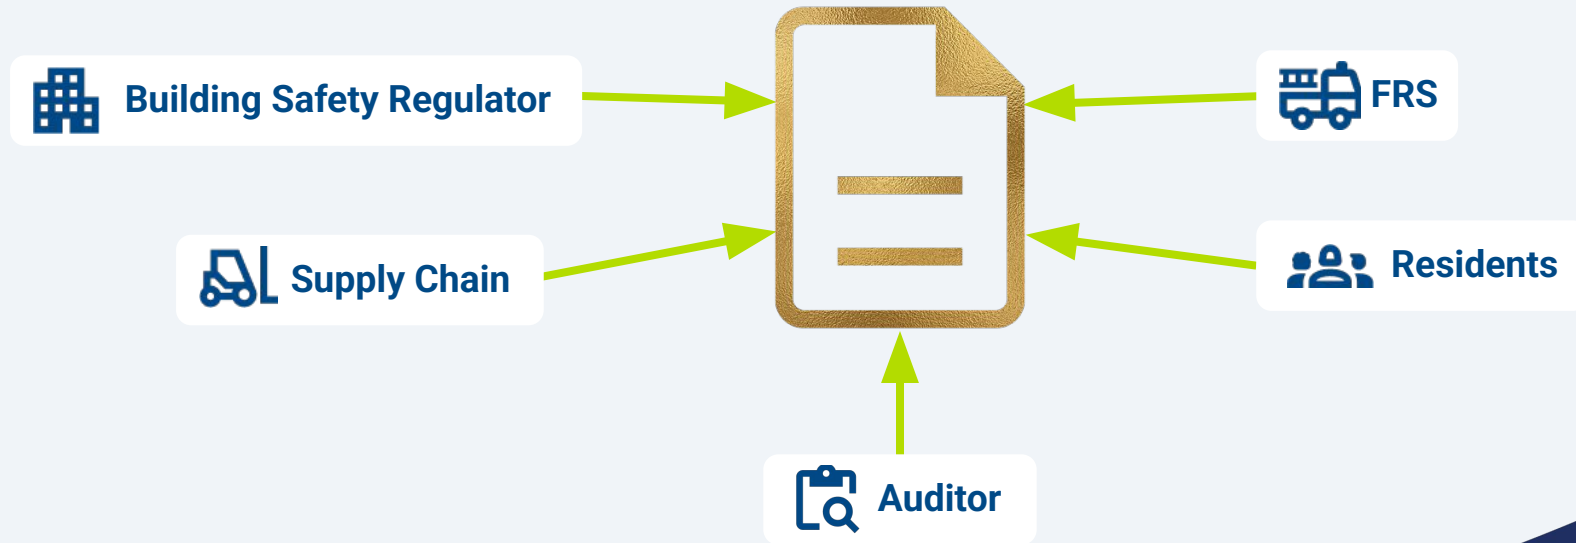 Building Safety Regulator
FRS
Supply Chain
Residents
Auditor